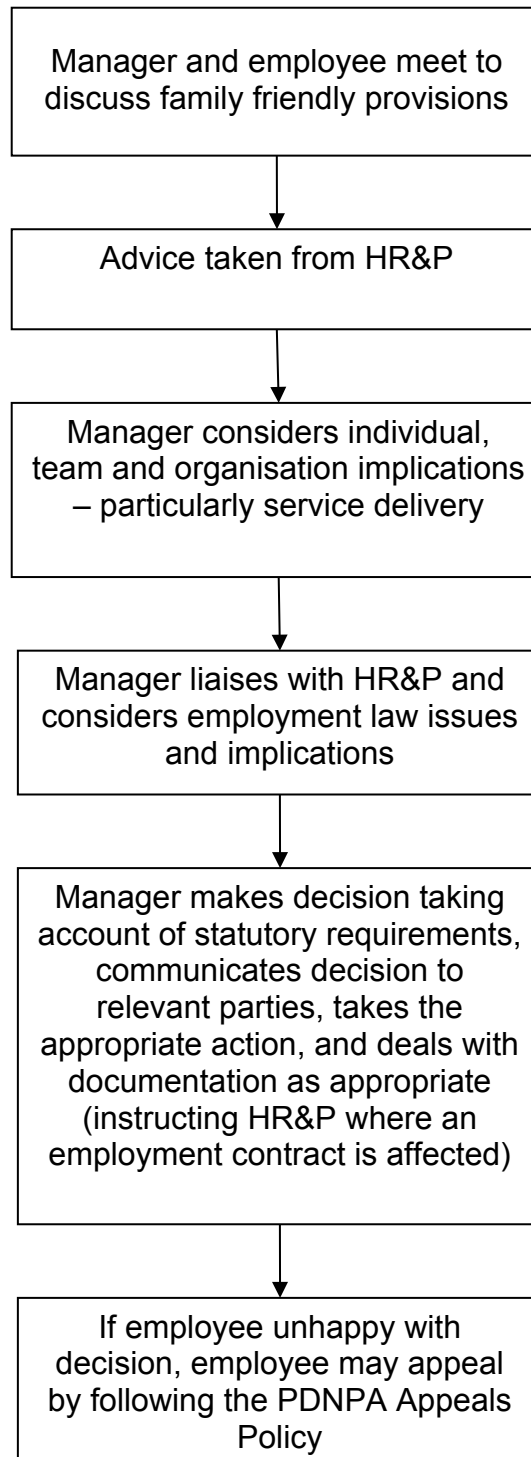 Manager and employee meet to
discuss family friendly provisions
Advice taken from HR&P
Manager considers individual,
team and organisation implications
– particularly service delivery
Manager liaises with HR&P and
considers employment law issues
and implications
Manager makes decision taking
account of statutory requirements,
communicates decision to
relevant parties, takes the
appropriate action, and deals with
documentation as appropriate
(instructing HR&P where an
employment contract is affected)
If employee unhappy with
decision, employee may appeal
by following the PDNPA Appeals
Policy